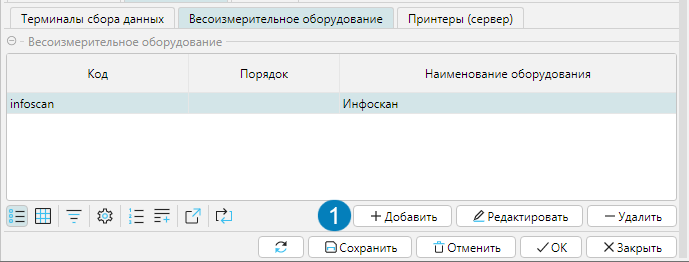 Терминалы сбора данных Весоизмерительное оборудование Принтеры (сервер)
Весоизмерительное оборудование
Код Порядок Наименование оборудования
infoscan Инфоскан
1 Добавить Редактировать Удалить
Сохранить Отменить OK Закрыть